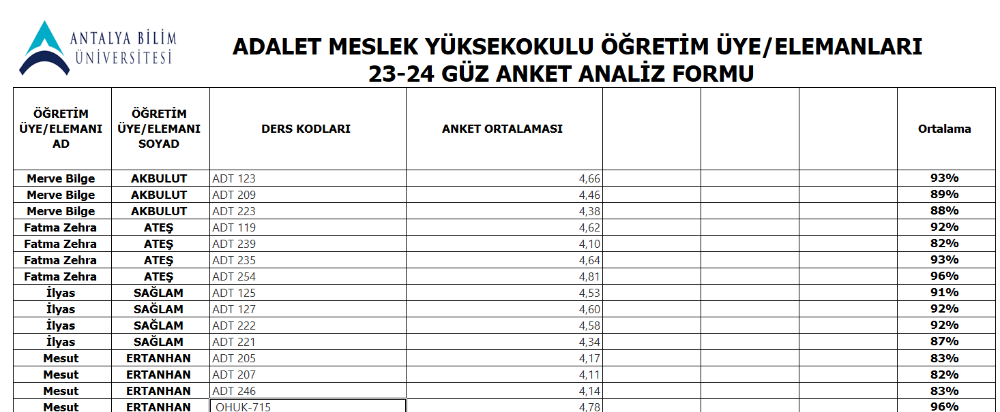 ANTALYA BİLİM
ÜNİVERSİTESİ
ADALET MESLEK YÜKSEKOKULU ÖĞRETİM ÜYE/ELEMANLARI
23-24 GÜZ ANKET ANALİZ FORMU
ÖĞRETİM ÜYE/ELEMANI AD ÖĞRETİM ÜYE/ELEMANI SOYAD DERS KODLARI ANKET ORTALAMASI Ortalama
Merve Bilge AKBULUT ADT 123 4,66 93%
Merve Bilge AKBULUT ADT 209 4,46 89%
Merve Bilge AKBULUT ADT 223 4,38 88%
Fatma Zehra ATEŞ ADT 119 4,62 92%
Fatma Zehra ATEŞ ADT 239 4,10 82%
Fatma Zehra ATEŞ ADT 235 4,64 93%
Fatma Zehra ATEŞ ADT 254 4,81 96%
İlyas SAĞLAM ADT 125 4,53 91%
İlyas SAĞLAM ADT 127 4,60 92%
İlyas SAĞLAM ADT 222 4,58 92%
İlyas SAĞLAM ADT 221 4,34 87%
Mesut ERTANHAN ADT 205 4,17 83%
Mesut ERTANHAN ADT 207 4,11 82%
Mesut ERTANHAN ADT 246 4,14 83%
Mesut ERTANHAN OHUK-715 4,78 96%